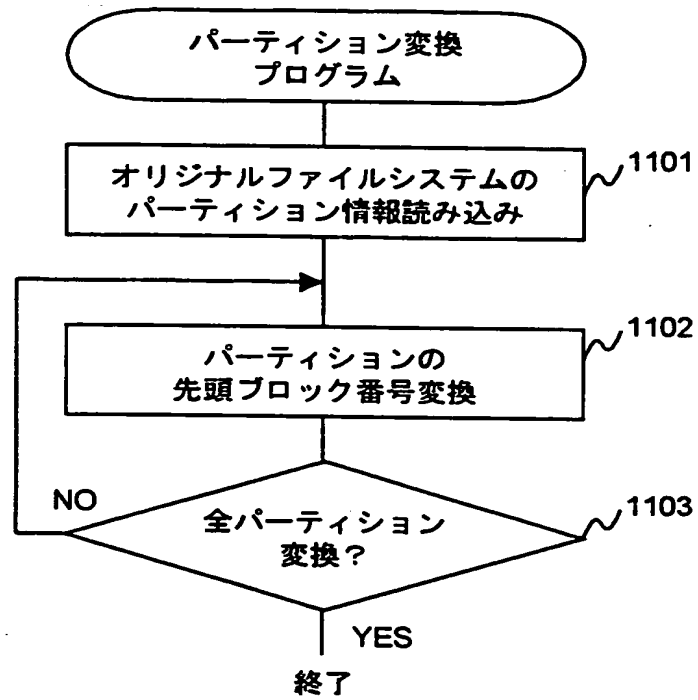 パーティション変換
プログラム
オリジナルファイルシステムの
パーティション情報読み込み
1101
パーティションの
先頭ブロック番号変換
1102
NO
全パーティション
変換？
1103
YES
終了